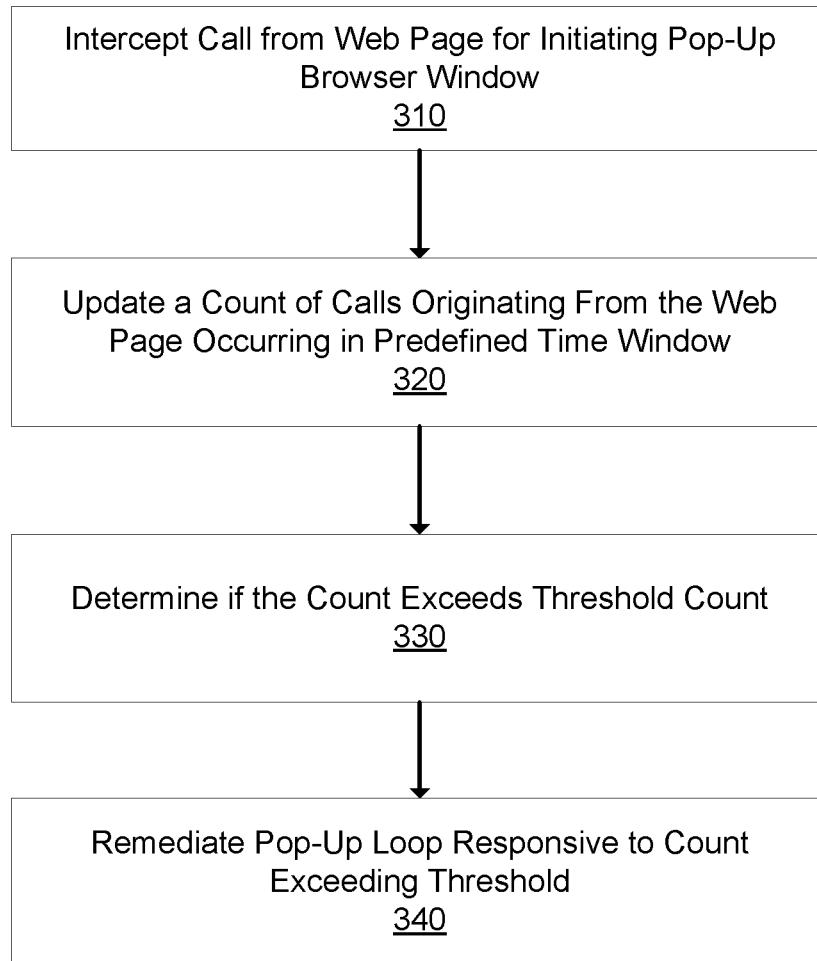 Intercept Call from Web Page for Initiating Pop-Up
Browser Window
310
Update a Count of Calls Originating From the Web
Page Occurring in Predefined Time Window
320
Determine if the Count Exceeds Threshold Count
330
Remediate Pop-Up Loop Responsive to Count
Exceeding Threshold
340